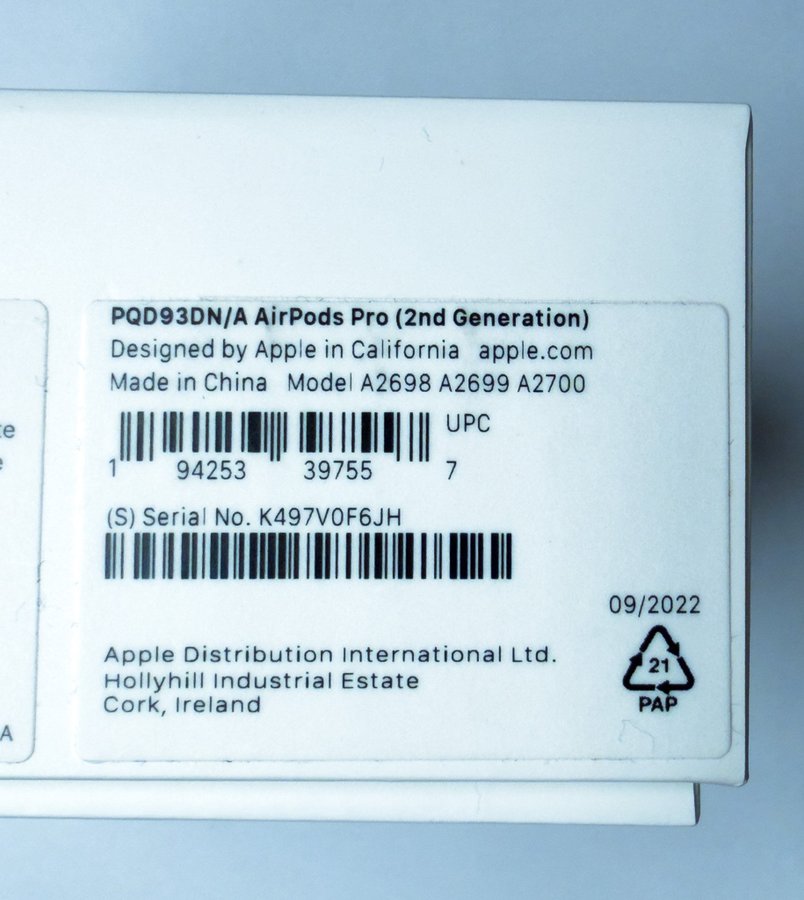 PQD93DN/A AirPods Pro (2nd Generation)
Designed by Apple in California apple.com
Made in China Model A2698 A2699 A2700
UPC
1 94253 39755 7
(S) Serial No. K497V0F6JH
09/2022
21
PAP
Apple Distribution International Ltd.
Hollyhill Industrial Estate
Cork, Ireland